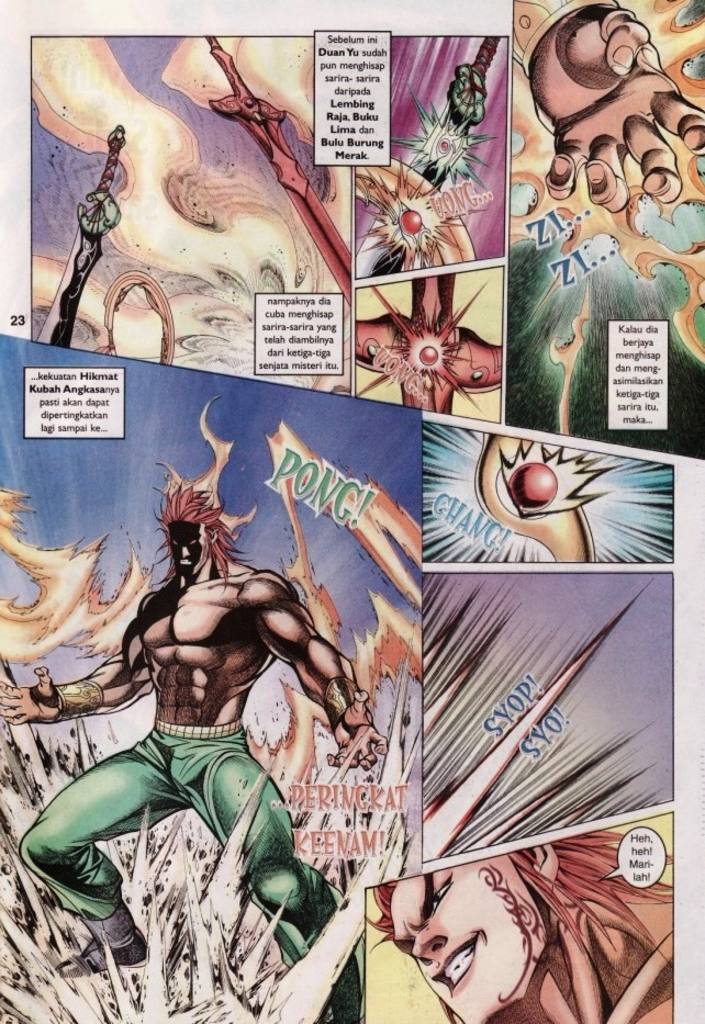 Sebelum ini
Duan Yu sudah
pun menghisap
sarira- sarira
daripada
Lembing
Raja, Buku
Lima dan
Bulu Burung
Merak.
WONG...
ZI...
ZI...
nampaknya dia
cuba menghisap
sarira-sarira yang
telah diambilnya
dari ketiga-tiga
senjata misteri itu.
Kalau dia
berjaya
menghisap
dan meng-
asimilasikan
ketiga-tiga
sarira itu,
maka...
23
...kekuatan Hikmat
Kubah Angkasanya
pasti akan dapat
dipertingkatkan
lagi sampai ke...
PONG!
...PERINGKAT
KEENAM!
CHANG!
SYOP!
SYO!
Heh,
heh!
Mari-
lah!